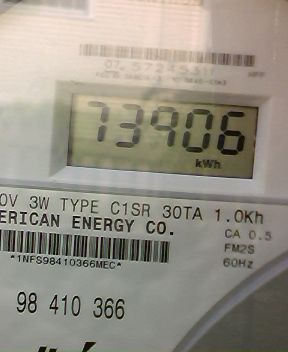 73906
kWh
0V 3W TYPE C1SR 30TA 1.0Kh
ERICAN ENERGY CO.
CA 0.5
FM2S
60Hz
*1NFS98410366MEC*
98 410 366